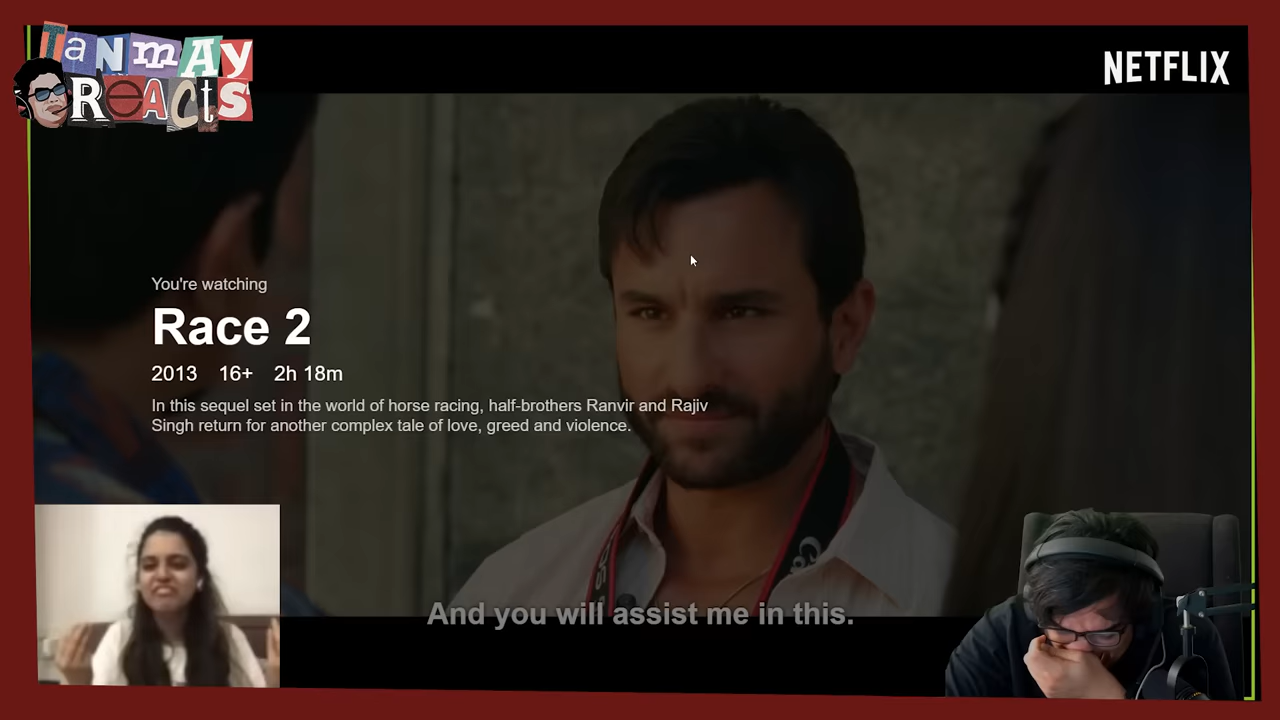 Tanmay
Reacts
NETFLIX
You're watching
Race 2
2013 16+ 2h 18m
In this sequel set in the world of horse racing, half-brothers Ranvir and Rajiv
Singh return for another complex tale of love, greed and violence.
And you will assist me in this.